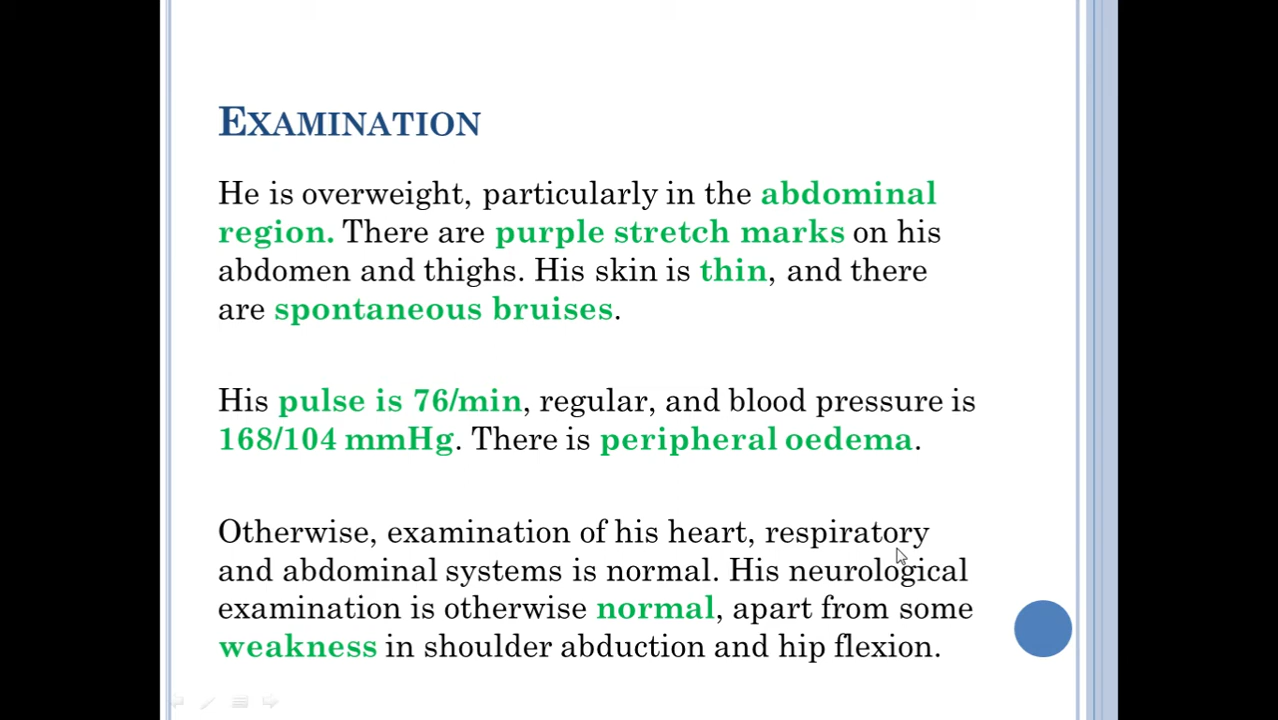 EXAMINATION
He is overweight, particularly in the abdominal
region. There are purple stretch marks on his
abdomen and thighs. His skin is thin, and there
are spontaneous bruises.
His pulse is 76/min, regular, and blood pressure is
168/104 mmHg. There is peripheral oedema.
Otherwise, examination of his heart, respiratory
and abdominal systems is normal. His neurological
examination is otherwise normal, apart from some
weakness in shoulder abduction and hip flexion.